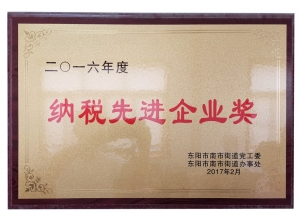 二〇一六年度
纳税先进企业奖
东阳市南市街道党工委
东阳市南市街道办事处
2017年2月